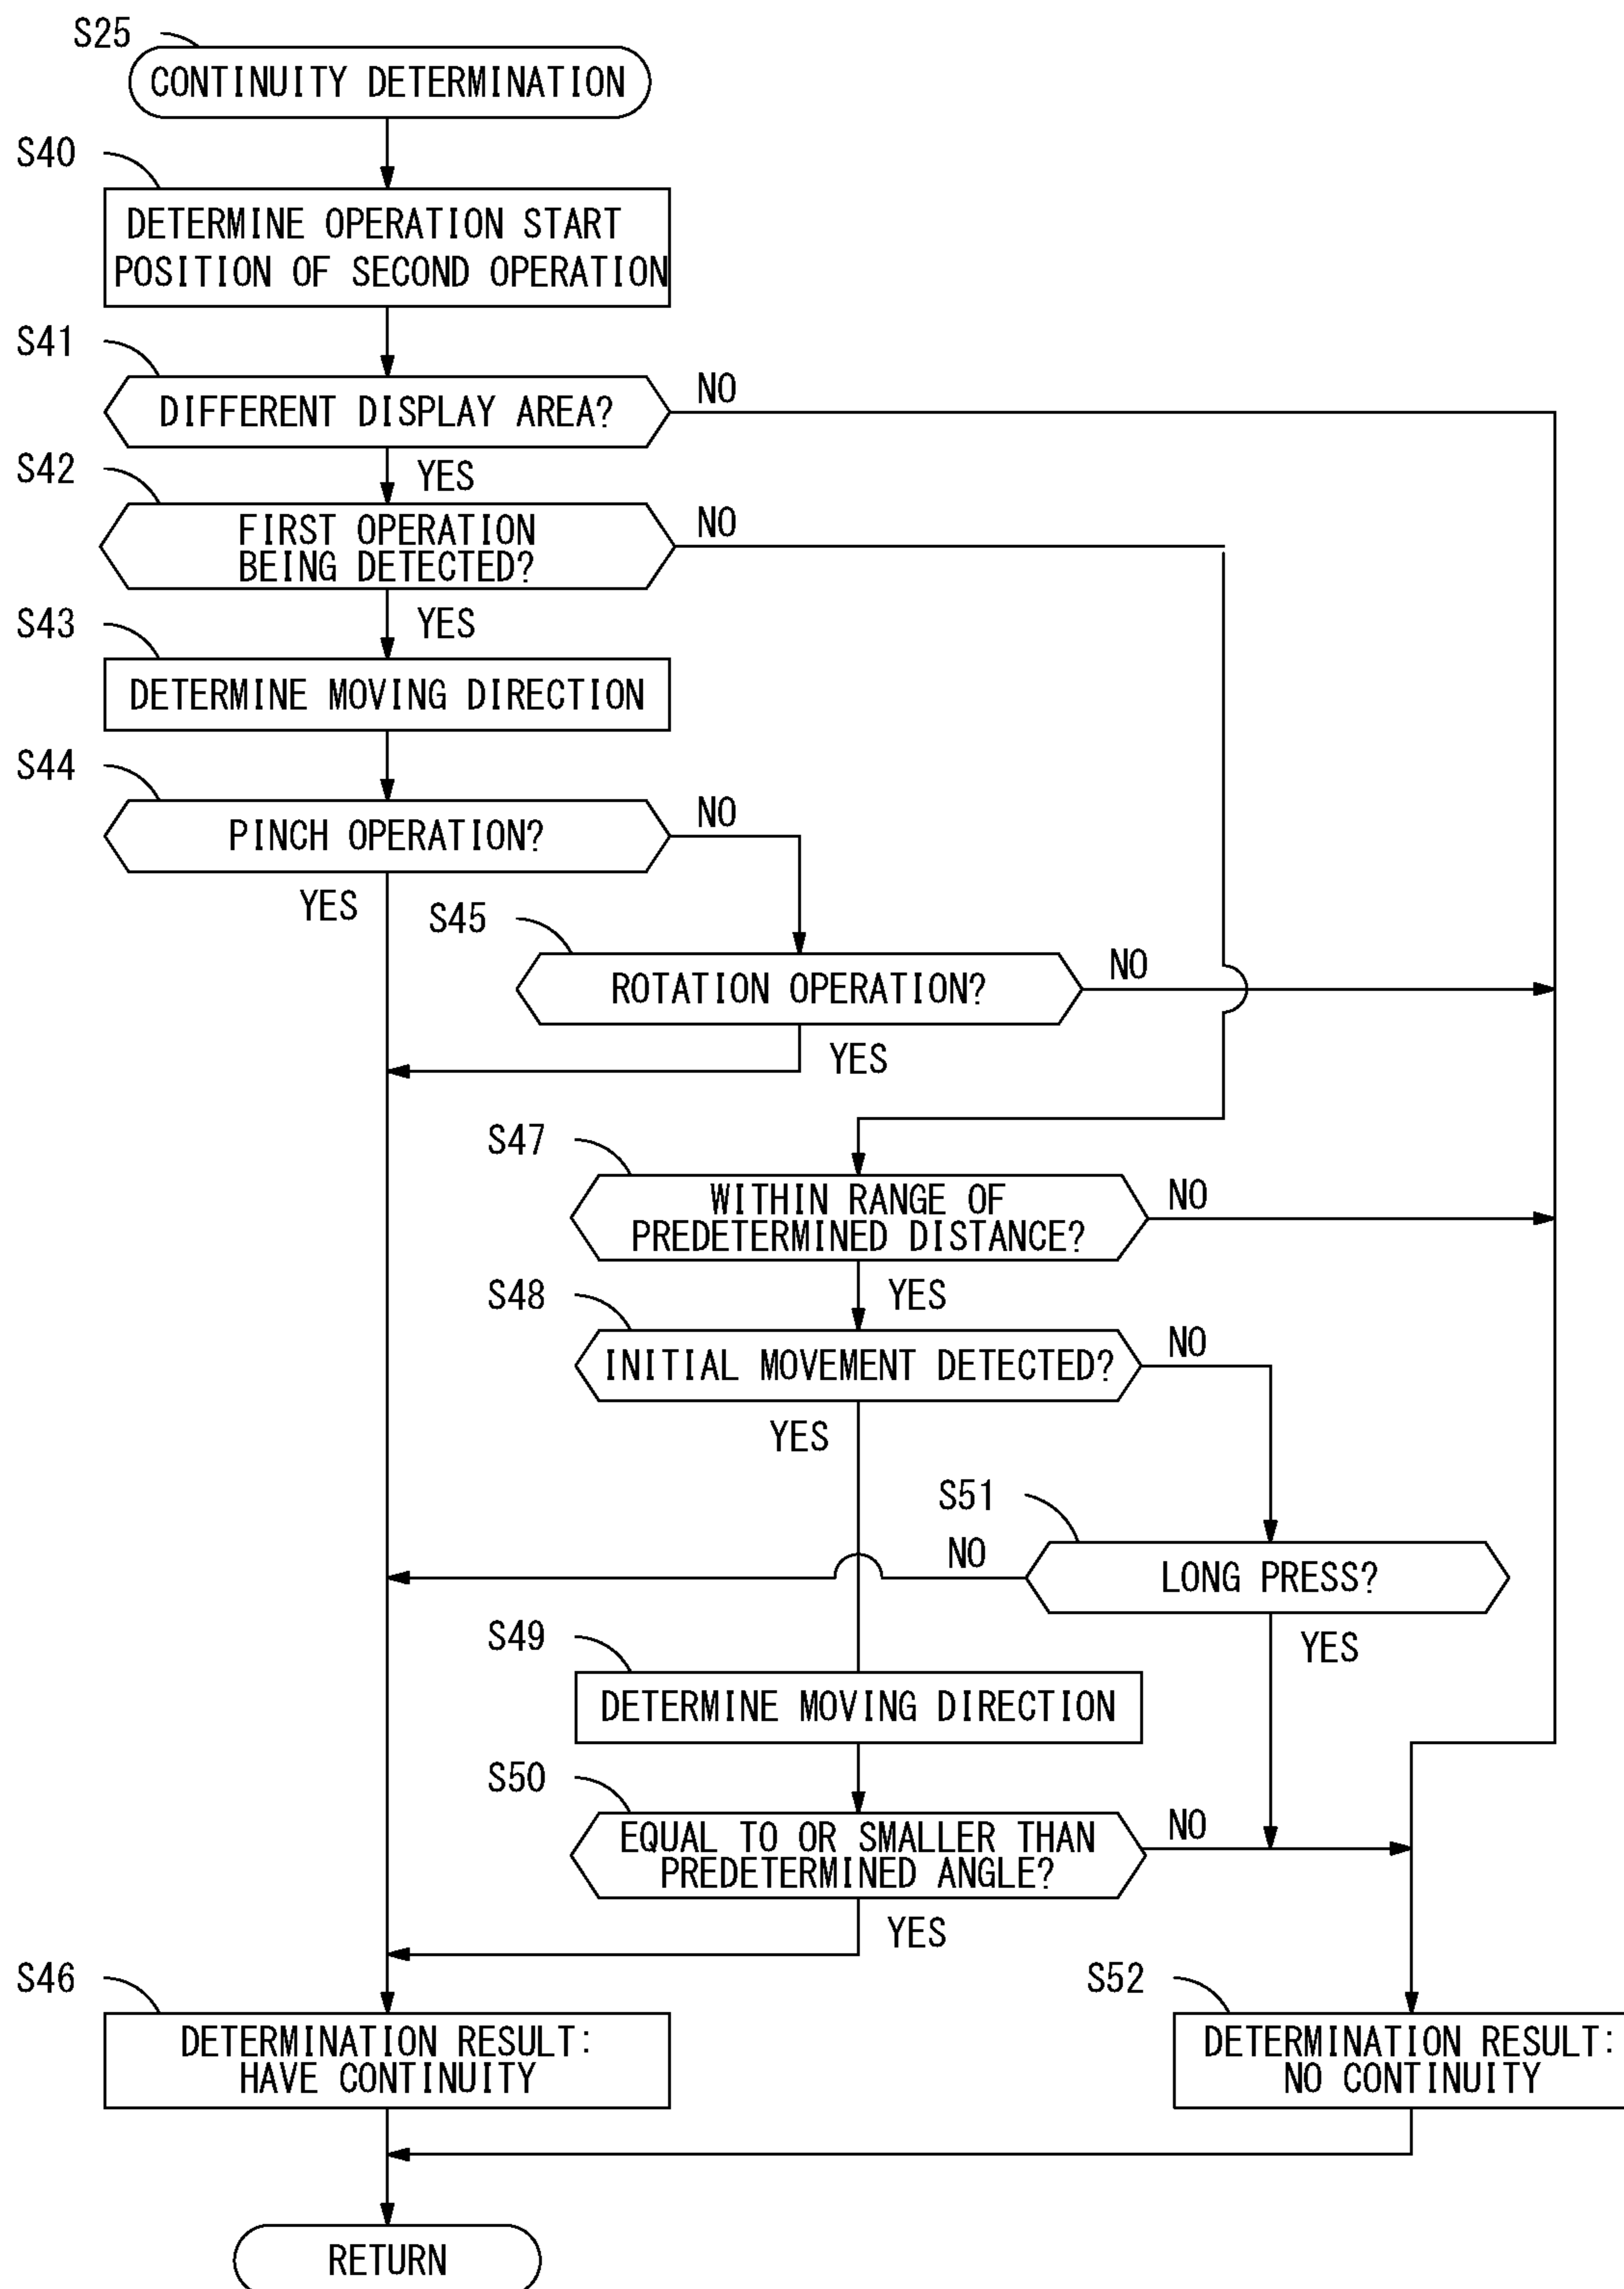 S25
CONTINUITY DETERMINATION
S40
DETERMINE OPERATION START
POSITION OF SECOND OPERATION
S41
DIFFERENT DISPLAY AREA?
NO
YES
S42
FIRST OPERATION
BEING DETECTED?
NO
YES
S43
DETERMINE MOVING DIRECTION
S44
PINCH OPERATION?
NO
YES
S45
ROTATION OPERATION?
NO
YES
S47
WITHIN RANGE OF
PREDETERMINED DISTANCE?
NO
YES
S48
INITIAL MOVEMENT DETECTED?
NO
YES
S51
LONG PRESS?
NO
YES
S49
DETERMINE MOVING DIRECTION
S50
EQUAL TO OR SMALLER THAN
PREDETERMINED ANGLE?
NO
YES
S46
DETERMINATION RESULT:
HAVE CONTINUITY
S52
DETERMINATION RESULT:
NO CONTINUITY
RETURN